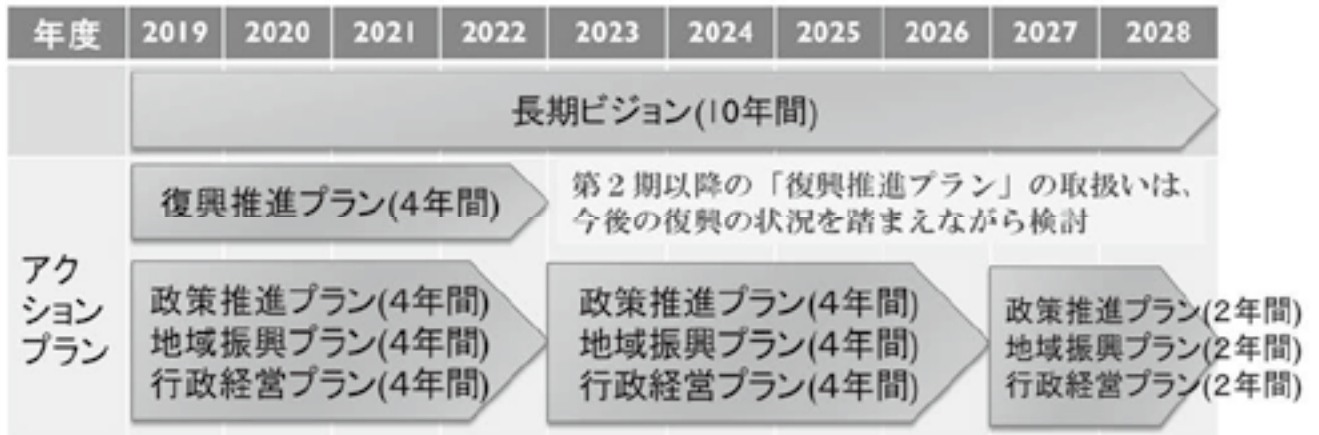 年度 2019 2020 2021 2022 2023 2024 2025 2026 2027 2028
長期ビジョン(10年間)
アク
ション
プラン
復興推進プラン(4年間)
第2期以降の「復興推進プラン」の取扱いは、
今後の復興の状況を踏まえながら検討
政策推進プラン(4年間)
地域振興プラン(4年間)
行政経営プラン(4年間)
政策推進プラン(4年間)
地域振興プラン(4年間)
行政経営プラン(4年間)
政策推進プラン(2年間)
地域振興プラン(2年間)
行政経営プラン(2年間)